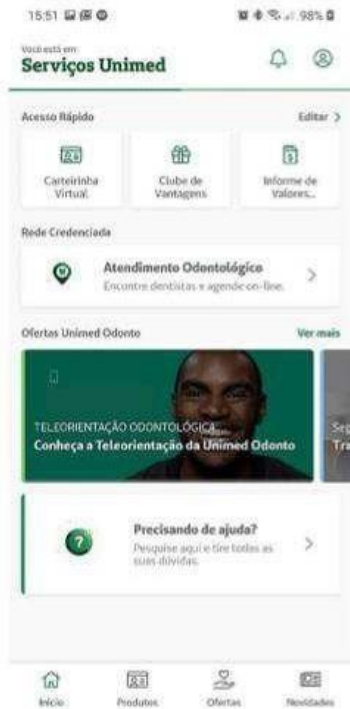 15:51
98%
Você está em
Serviços Unimed
Acesso Rápido
Editar
Carteirinha
Virtual
Clube de
Vantagens
Informe de
Valores...
Rede Credenciada
Atendimento Odontológico
Encontre dentistas e agende on-line.
Ofertas Unimed Odonto
Ver mais
TELEORIENTAÇÃO ODONTOLÓGICA
Conheça a Teleorientação da Unimed Odonto
Seg
Tra
Precisando de ajuda?
Pesquise aqui e tire todas as
suas dúvidas.
Início
Produtos
Ofertas
Novidades